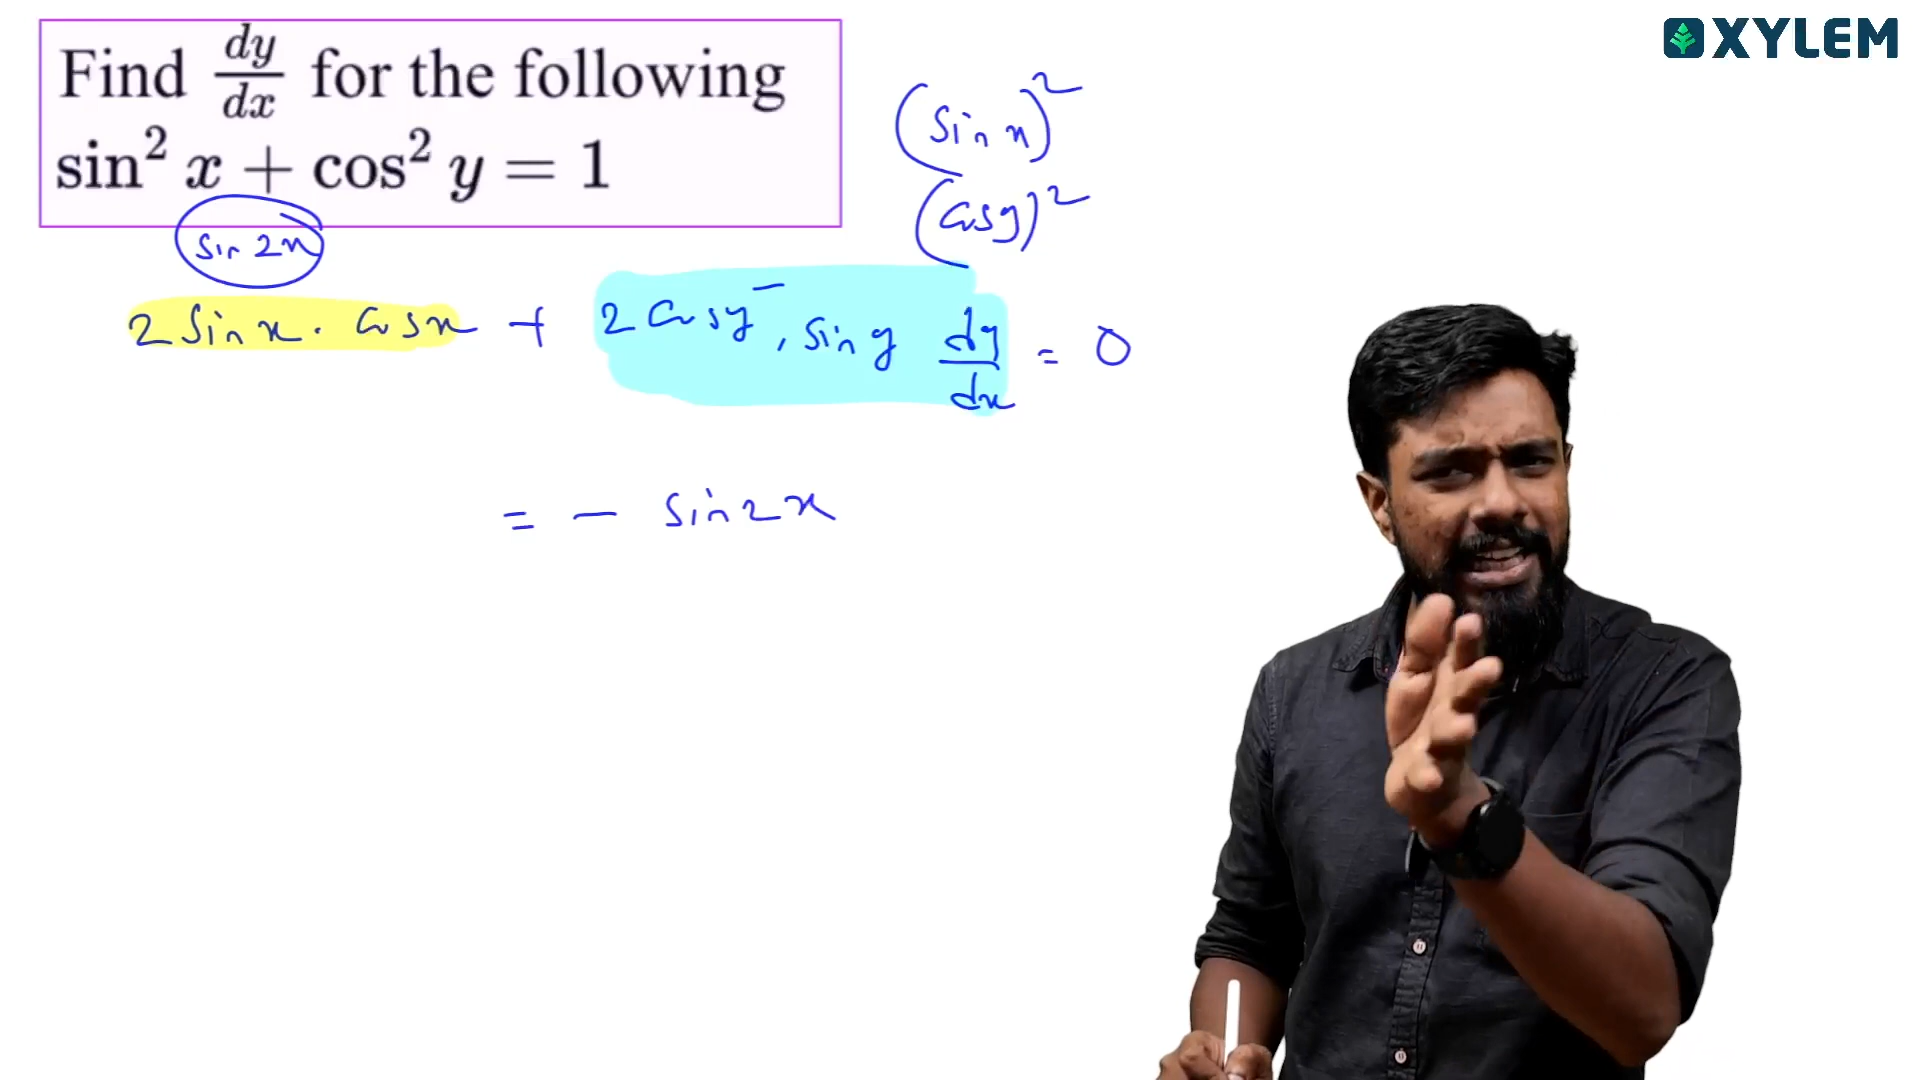 XYLEM
Find dy/dx for the following
sin² x + cos² y = 1
(sin x)²
(cos y)²
sin 2x
2 sin x . cos x + 2 cos y . - sin y dy/dx = 0
= - sin 2x